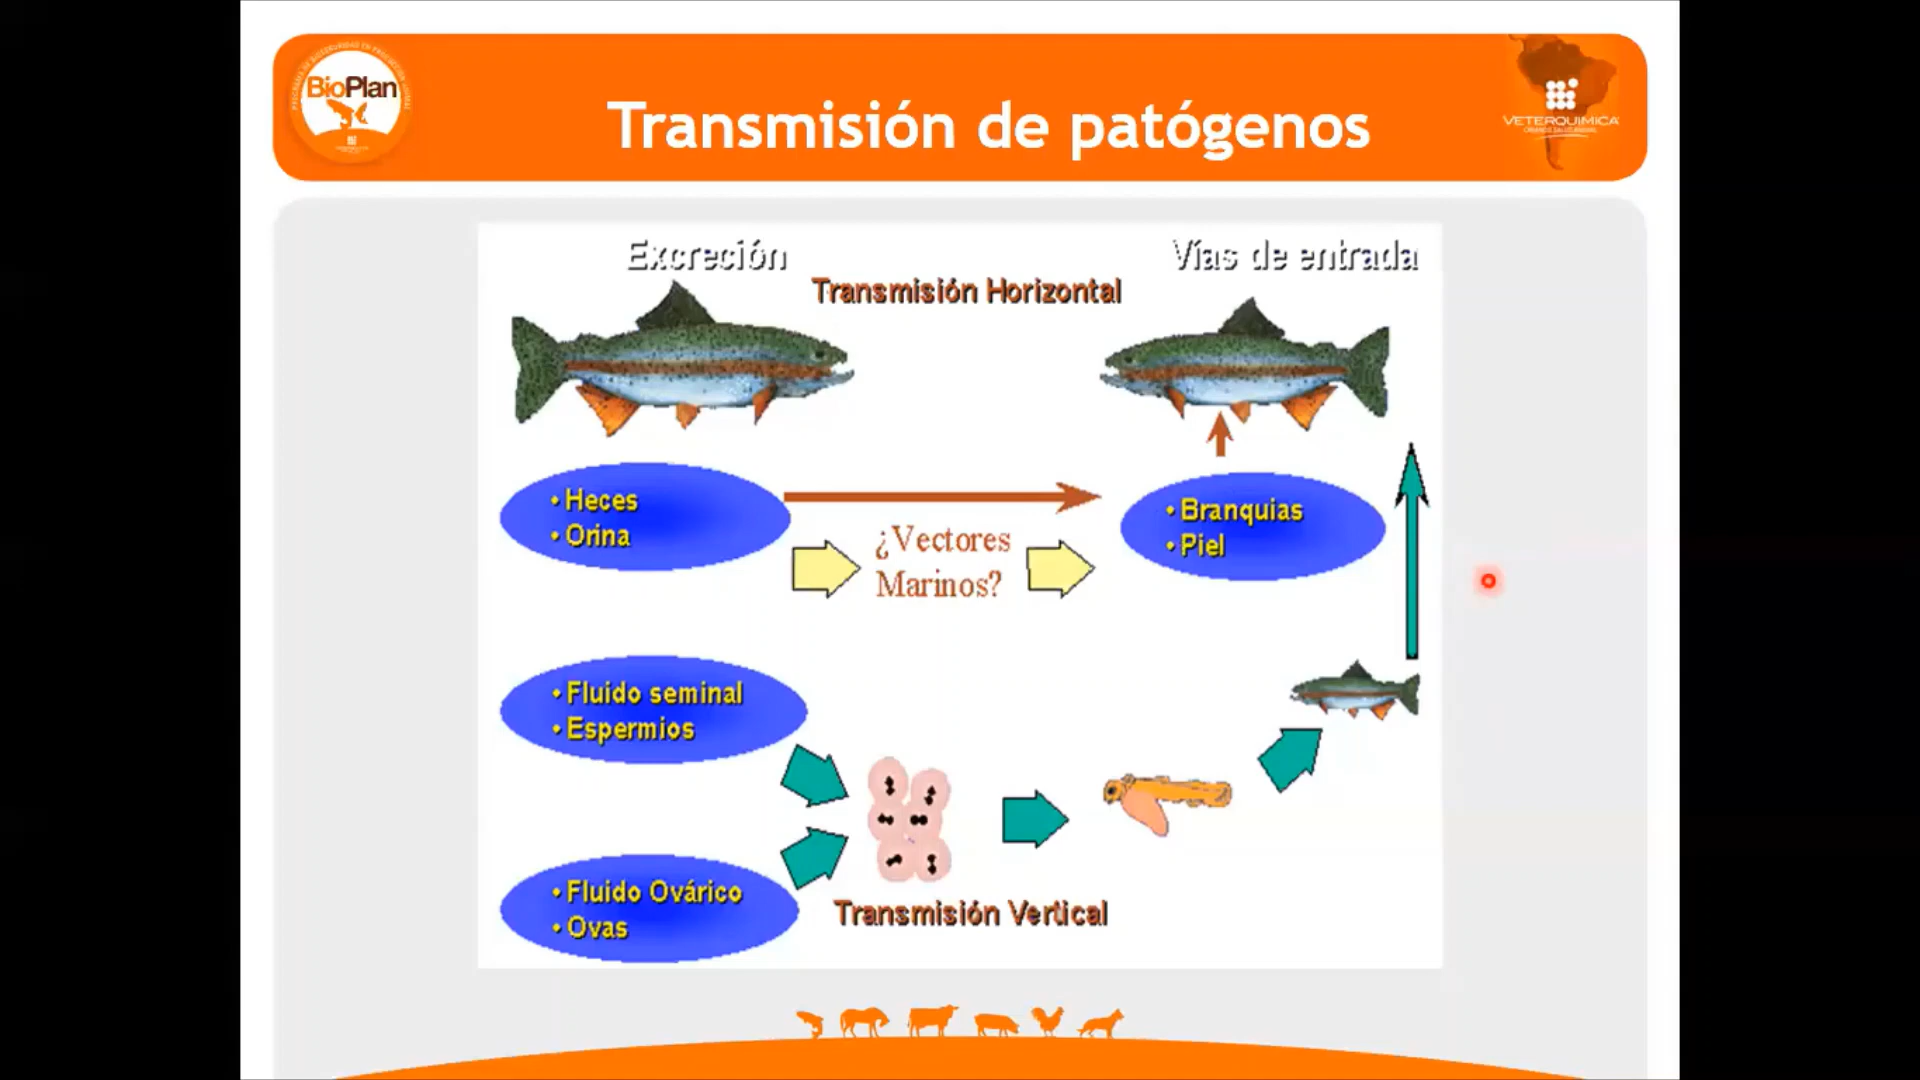 BioPlan
Transmisión de patógenos
VETERQUIMICA
Excreción
Vías de entrada
Transmisión Horizontal
• Heces
• Orina
¿Vectores
Marinos?
• Branquias
• Piel
• Fluido seminal
• Espermios
• Fluido Ovárico
• Ovas
Transmisión Vertical